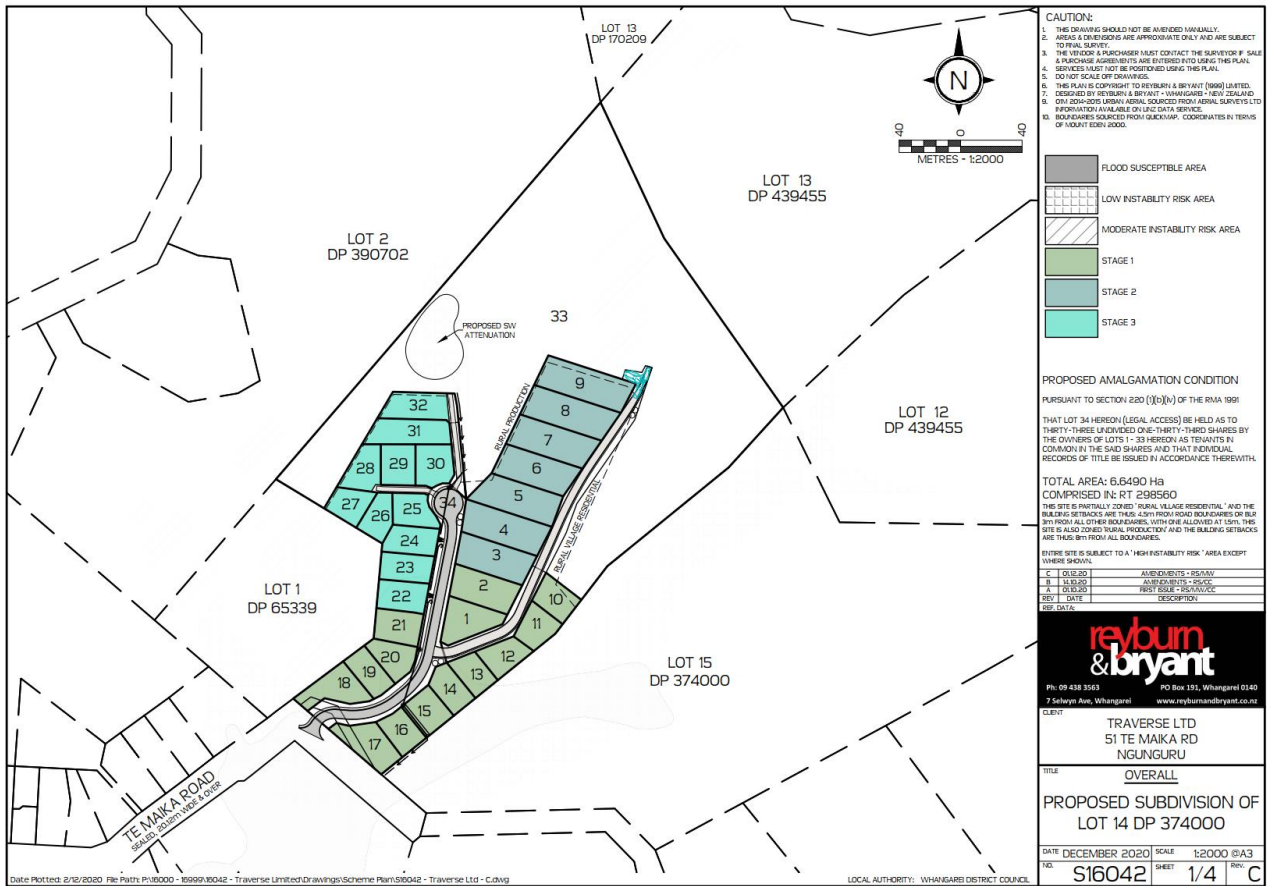 LOT 13
DP 170209
N
40 0 40
METRES - 1:2000
LOT 13
DP 439455
LOT 2
DP 390702
33
PROPOSED SW
ATTENUATION
RURAL PRODUCTION
RURAL VILLAGE RESIDENTIAL
LOT 12
DP 439455
9
8
7
6
5
4
3
2
1
32
31
28
29
30
27
26
25
34
24
23
22
21
20
19
18
10
11
12
13
14
15
16
17
LOT 1
DP 65339
LOT 15
DP 374000
TE MAIKA ROAD
SEALED, 20.12m WIDE & OVER
CAUTION:
1. THIS DRAWING SHOULD NOT BE AMENDED MANUALLY.
2. AREAS & DIMENSIONS ARE APPROXIMATE ONLY AND ARE SUBJECT
TO FINAL SURVEY.
3. THE VENDOR & PURCHASER MUST CONTACT THE SURVEYOR IF SALE
& PURCHASE AGREEMENTS ARE ENTERED INTO USING THIS PLAN.
4. SERVICES MUST NOT BE POSITIONED USING THIS PLAN.
5. DO NOT SCALE OFF DRAWINGS.
6. THIS PLAN IS COPYRIGHT TO REYBURN & BRYANT (1999) LIMITED.
7. DESIGNED BY REYBURN & BRYANT - WHANGAREI - NEW ZEALAND
9. 0.1M 2014-2015 URBAN AERIAL SOURCED FROM AERIAL SURVEYS LTD
INFORMATION AVAILABLE ON LINZ DATA SERVICE.
10. BOUNDARIES SOURCED FROM QUICKMAP. COORDINATES IN TERMS
OF MOUNT EDEN 2000.
FLOOD SUSCEPTIBLE AREA
LOW INSTABILITY RISK AREA
MODERATE INSTABILITY RISK AREA
STAGE 1
STAGE 2
STAGE 3
PROPOSED AMALGAMATION CONDITION
PURSUANT TO SECTION 220 (1)(b)(iv) OF THE RMA 1991
THAT LOT 34 HEREON (LEGAL ACCESS) BE HELD AS TO
THIRTY-THREE UNDIVIDED ONE-THIRTY-THIRD SHARES BY
THE OWNERS OF LOTS 1 - 33 HEREON AS TENANTS IN
COMMON IN THE SAID SHARES AND THAT INDIVIDUAL
RECORDS OF TITLE BE ISSUED IN ACCORDANCE THEREWITH.
TOTAL AREA: 6.6490 Ha
COMPRISED IN: RT 298560
THIS SITE IS PARTIALLY ZONED 'RURAL VILLAGE RESIDENTIAL' AND THE
BUILDING SETBACKS ARE THUS: 4.5m FROM ROAD BOUNDARIES OR BLR
3m FROM ALL OTHER BOUNDARIES, WITH ONE ALLOWED AT 1.5m. THIS
SITE IS ALSO ZONED 'RURAL PRODUCTION' AND THE BUILDING SETBACKS
ARE THUS: 8m FROM ALL BOUNDARIES.
ENTIRE SITE IS SUBJECT TO A 'HIGH INSTABILITY RISK' AREA EXCEPT
WHERE SHOWN.
C 01.12.20 AMENDMENTS - RS/MW
B 14.10.20 AMENDMENTS - RS/CC
A 01.10.20 FIRST ISSUE - RS/MW/CC
REV DATE DESCRIPTION
REF. DATA:
reyburn
&bryant
Ph: 09 438 3563 PO Box 191, Whangarei 0140
7 Selwyn Ave, Whangarei www.reyburnandbryant.co.nz
CLIENT
TRAVERSE LTD
51 TE MAIKA RD
NGUNGURU
TITLE
OVERALL
PROPOSED SUBDIVISION OF
LOT 14 DP 374000
DATE DECEMBER 2020 SCALE 1:2000 @A3
NO. S16042 SHEET 1/4 Rev. C
Date Plotted: 2/12/2020 File Path: P:\16000 - 16999\16042 - Traverse Limited\Drawings\Scheme Plan\S16042 - Traverse Ltd - C.dwg
LOCAL AUTHORITY: WHANGAREI DISTRICT COUNCIL